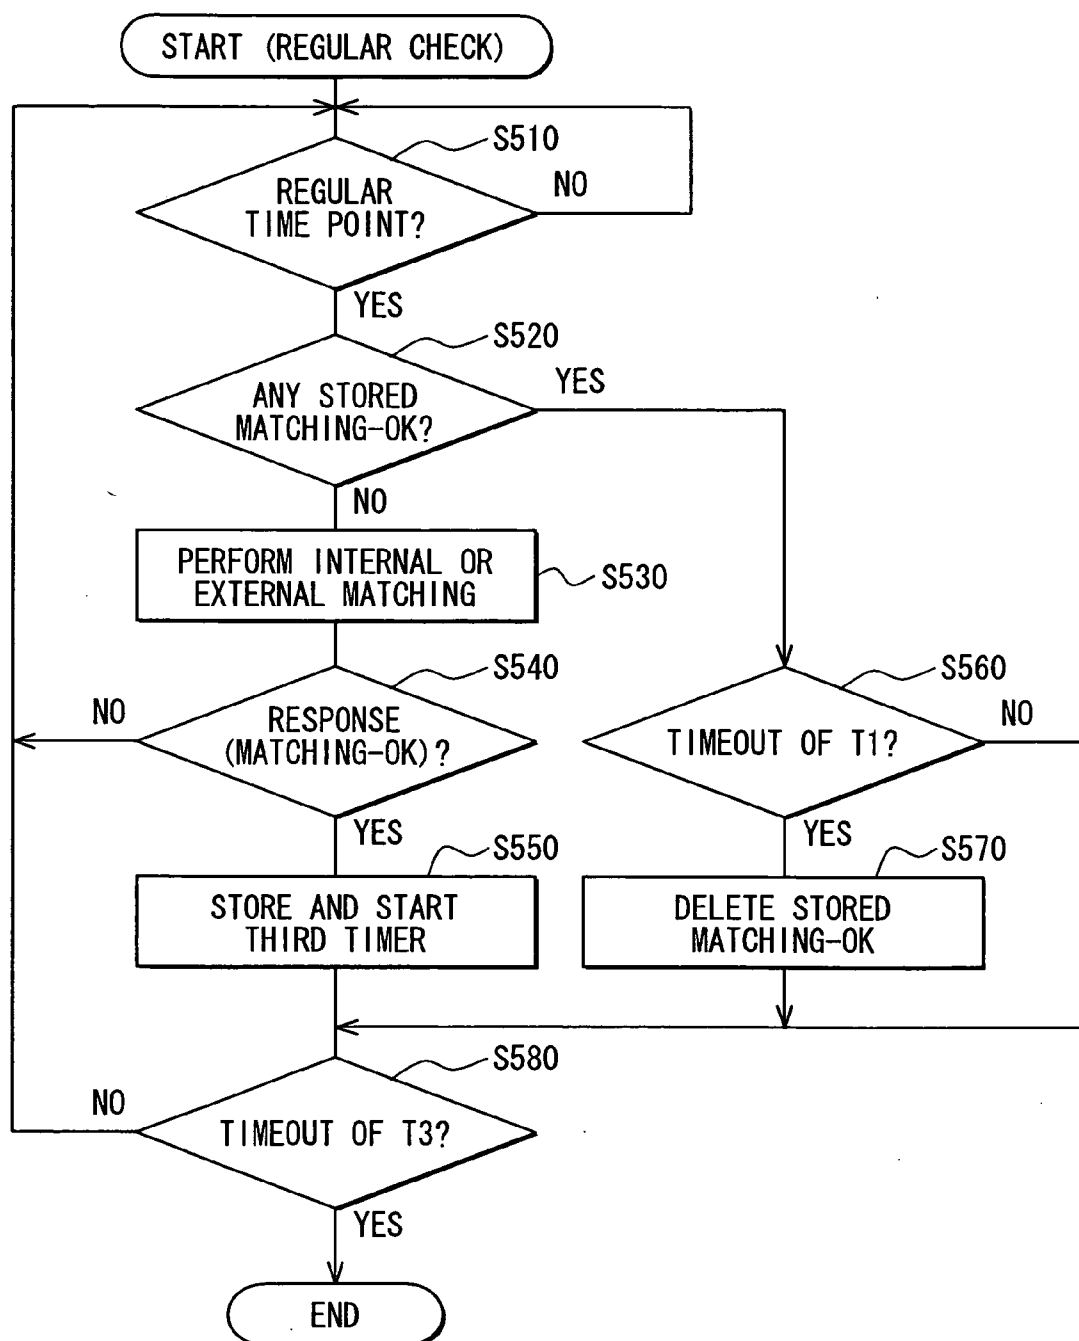 START (REGULAR CHECK)
S510
REGULAR
TIME POINT?
NO
YES
S520
ANY STORED
MATCHING-OK?
YES
NO
PERFORM INTERNAL OR
EXTERNAL MATCHING
S530
S540
RESPONSE
(MATCHING-OK)?
NO
YES
S560
TIMEOUT OF T1?
NO
YES
S550
STORE AND START
THIRD TIMER
S570
DELETE STORED
MATCHING-OK
S580
TIMEOUT OF T3?
NO
YES
END